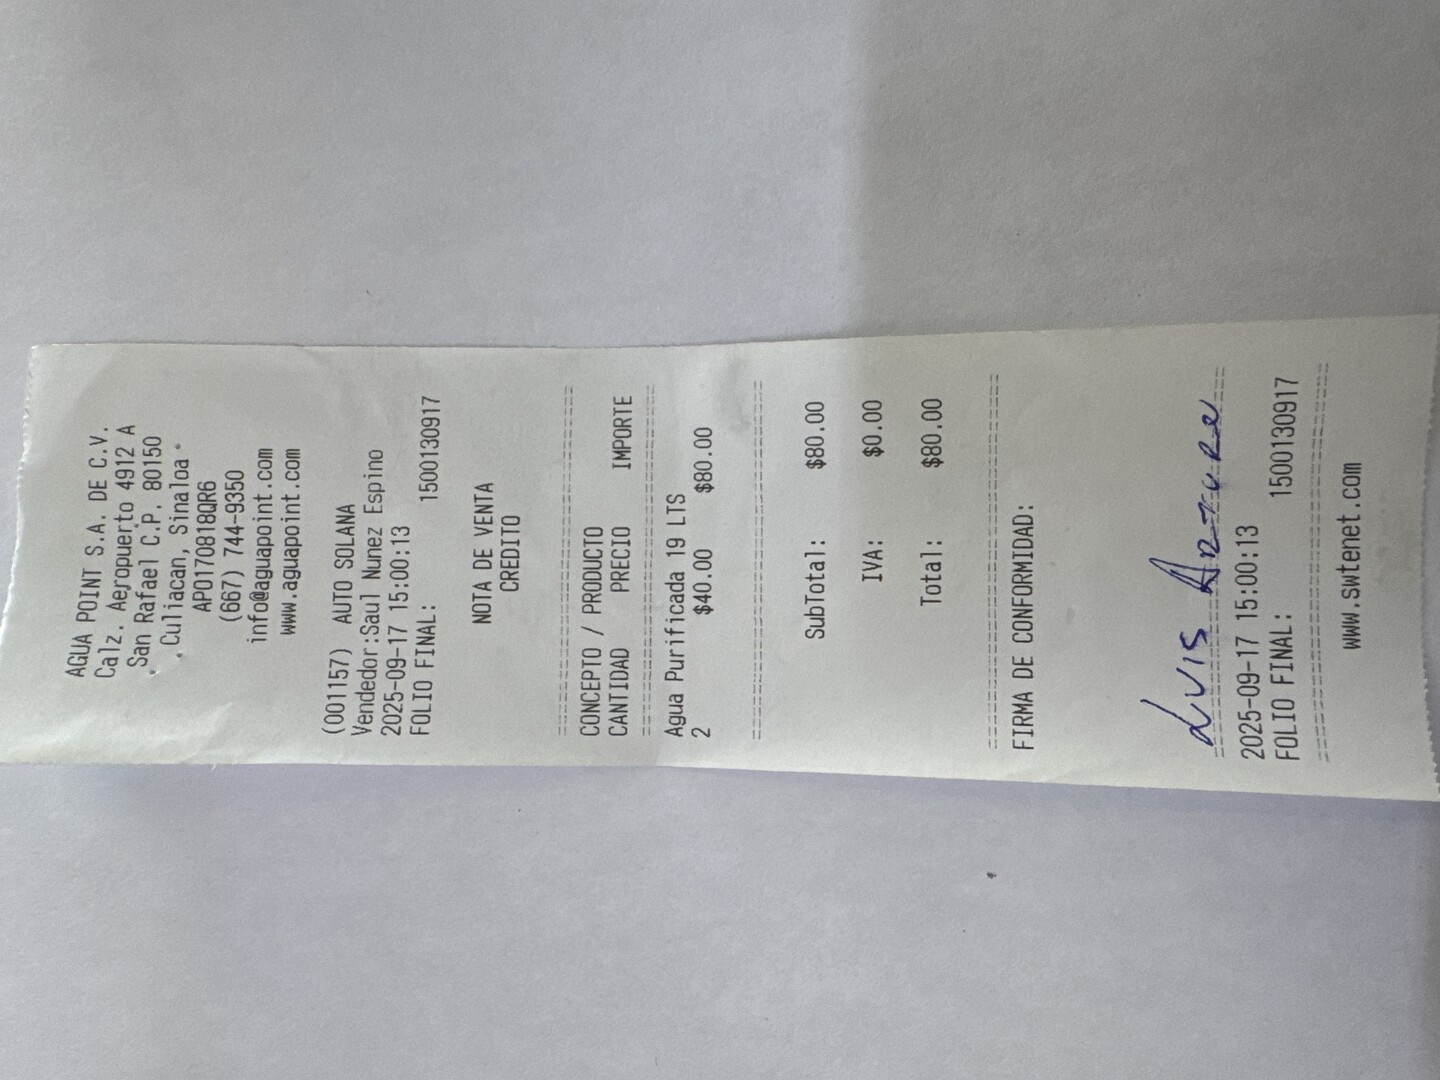 AGUA POINT S.A. DE C.V.
Calz. Aeropuerto 4912 A
San Rafael C.P. 80150
, Culiacan, Sinaloa
APO170818QR6
(667) 744-9350
info@aguapoint.com
www.aguapoint.com
(001157) AUTO SOLANA
Vendedor:Saul Nunez Espino
2025-09-17 15:00:13
FOLIO FINAL: 1500130917
NOTA DE VENTA
CREDITO
CONCEPTO / PRODUCTO
CANTIDAD PRECIO IMPORTE
Agua Purificada 19 LTS
2 $40.00 $80.00
SubTotal: $80.00
IVA: $0.00
Total: $80.00
FIRMA DE CONFORMIDAD:
Luis
2025-09-17 15:00:13
FOLIO FINAL: 1500130917
www.swtenet.com